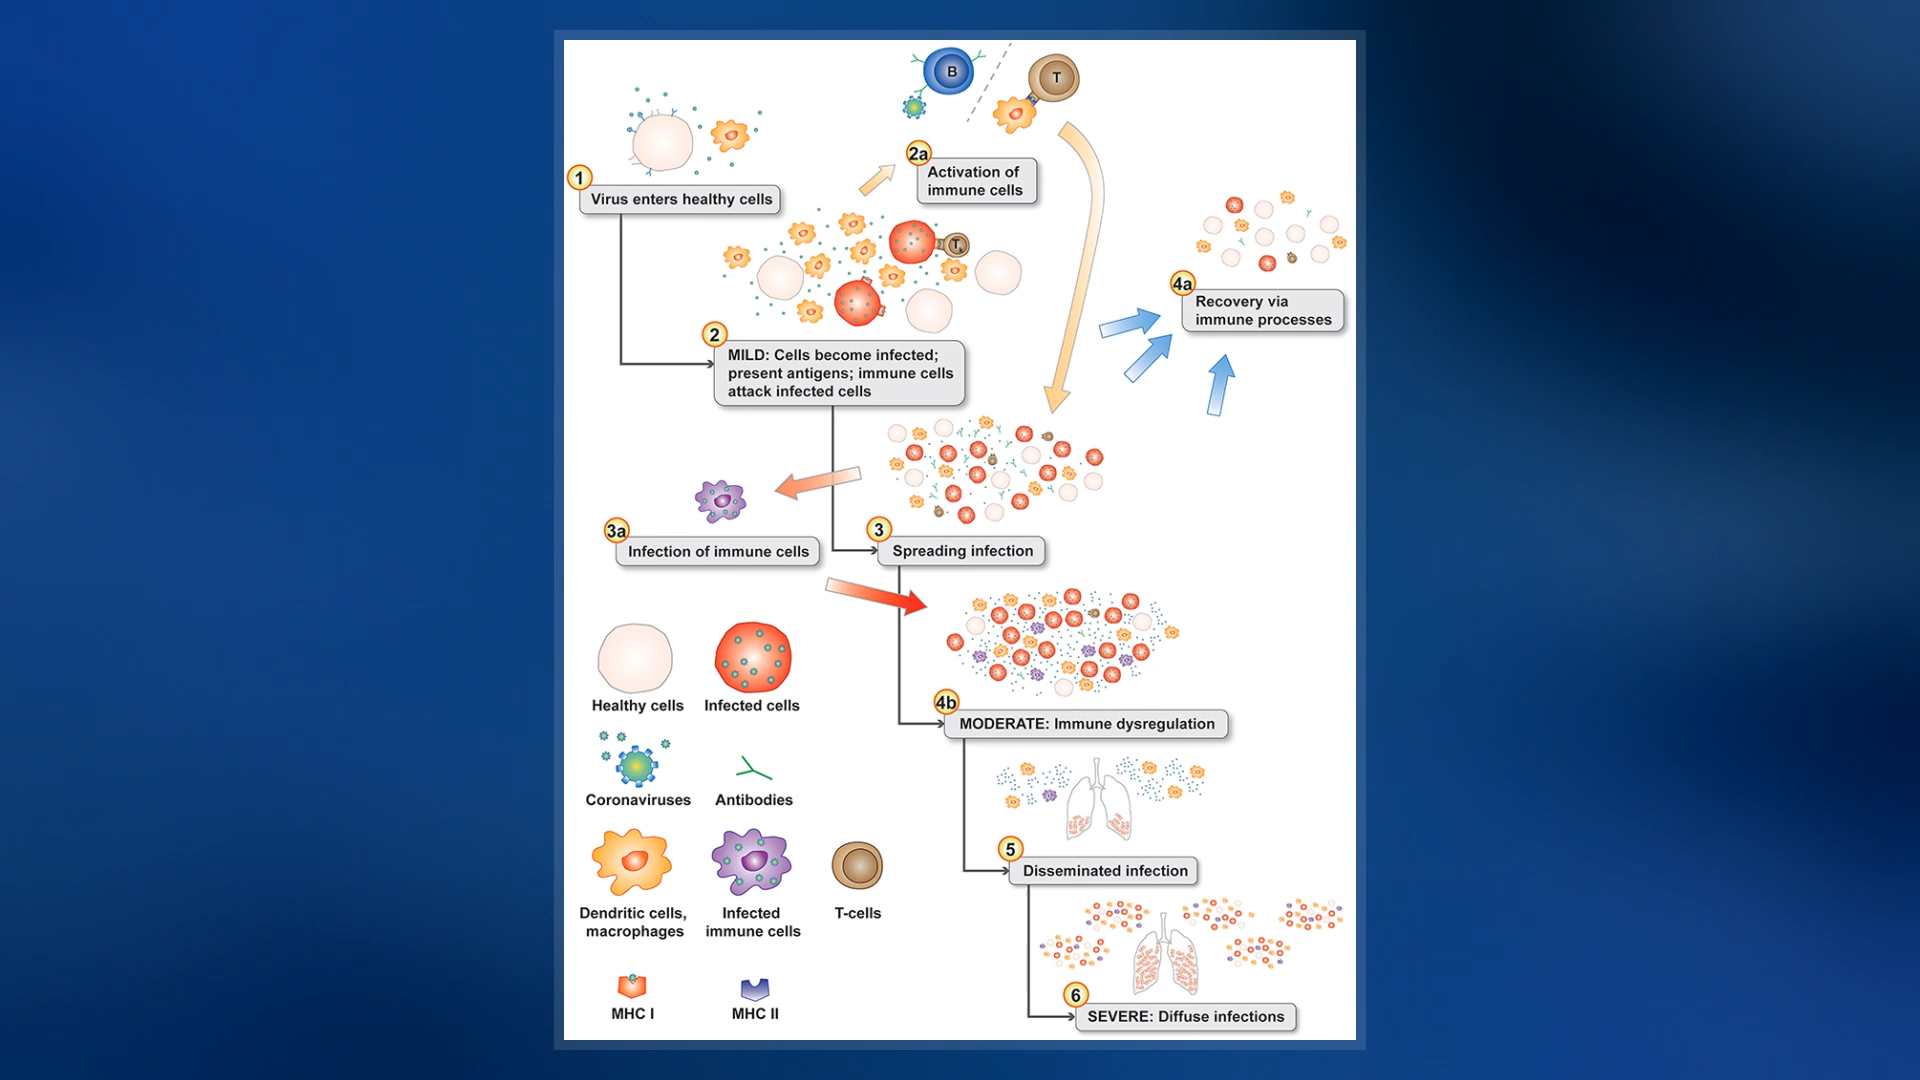 B
T
1
Virus enters healthy cells
2a
Activation of
immune cells
Tk
2
MILD: Cells become infected;
present antigens; immune cells
attack infected cells
4a
Recovery via
immune processes
3a
Infection of immune cells
3
Spreading infection
4b
MODERATE: Immune dysregulation
5
Disseminated infection
6
SEVERE: Diffuse infections
Healthy cells
Infected cells
Coronaviruses
Antibodies
Dendritic cells,
macrophages
Infected
immune cells
T-cells
MHC I
MHC II